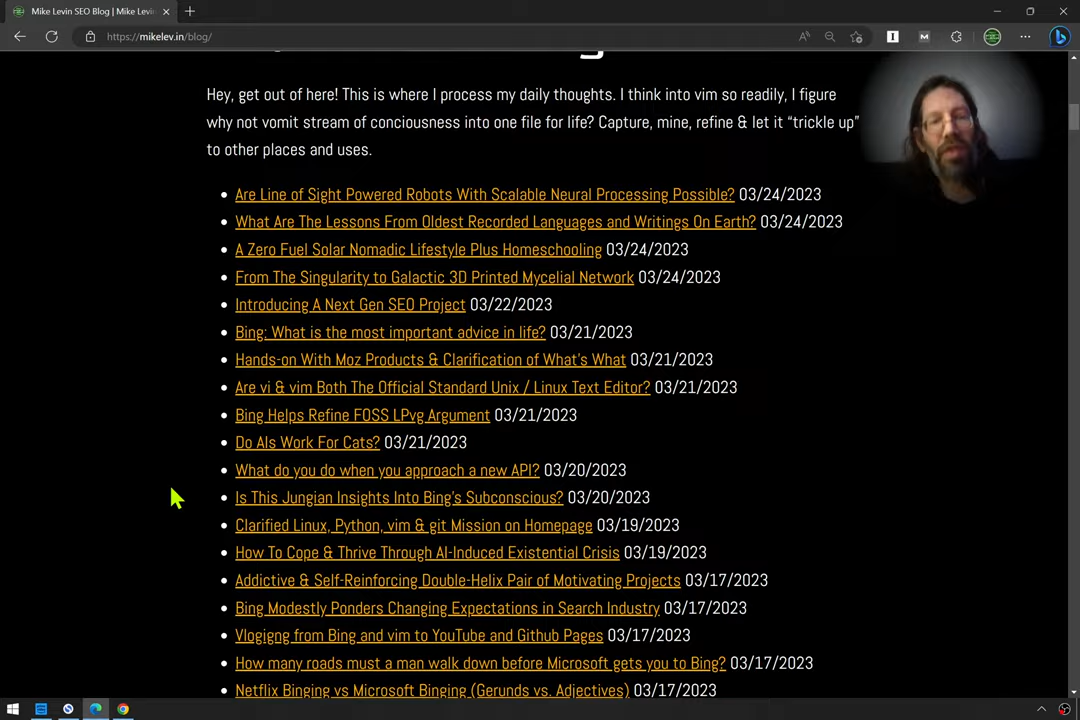 Mike Levin SEO Blog | Mike Levi
https://mikelev.in/blog/
Hey, get out of here! This is where I process my daily thoughts. I think into vim so readily, I figure
why not vomit stream of conciousness into one file for life? Capture, mine, refine & let it “trickle up”
to other places and uses.
Are Line of Sight Powered Robots With Scalable Neural Processing Possible? 03/24/2023
What Are The Lessons From Oldest Recorded Languages and Writings On Earth? 03/24/2023
A Zero Fuel Solar Nomadic Lifestyle Plus Homeschooling 03/24/2023
From The Singularity to Galactic 3D Printed Mycelial Network 03/24/2023
Introducing A Next Gen SEO Project 03/22/2023
Bing: What is the most important advice in life? 03/21/2023
Hands-on With Moz Products & Clarification of What's What 03/21/2023
Are vi & vim Both The Official Standard Unix / Linux Text Editor? 03/21/2023
Bing Helps Refine FOSS LPvg Argument 03/21/2023
Do AIs Work For Cats? 03/21/2023
What do you do when you approach a new API? 03/20/2023
Is This Jungian Insights Into Bing's Subconscious? 03/20/2023
Clarified Linux, Python, vim & git Mission on Homepage 03/19/2023
How To Cope & Thrive Through AI-Induced Existential Crisis 03/19/2023
Addictive & Self-Reinforcing Double-Helix Pair of Motivating Projects 03/17/2023
Bing Modestly Ponders Changing Expectations in Search Industry 03/17/2023
Vlogigng from Bing and vim to YouTube and Github Pages 03/17/2023
How many roads must a man walk down before Microsoft gets you to Bing? 03/17/2023
Netflix Binging vs Microsoft Binging (Gerunds vs. Adjectives) 03/17/2023